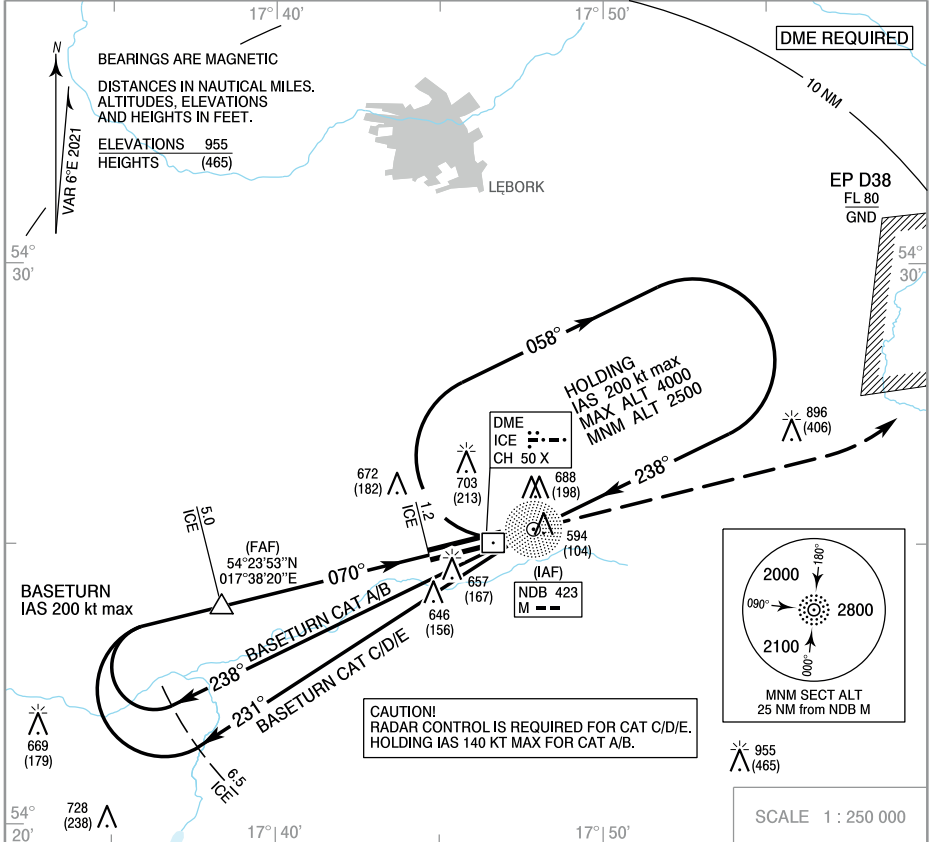 17° 40'
17° 50'
DME REQUIRED
N
VAR 6°E 2021
BEARINGS ARE MAGNETIC
DISTANCES IN NAUTICAL MILES.
ALTITUDES, ELEVATIONS
AND HEIGHTS IN FEET.
ELEVATIONS 955
HEIGHTS (465)
10 NM
LĘBORK
EP D38
FL 80
GND
54°
30'
54°
30'
058°
HOLDING
IAS 200 kt max
MAX ALT 4000
MNM ALT 2500
238°
DME
ICE
CH 50 X
896
(406)
672
(182)
703
(213)
688
(198)
594
(104)
1.2
ICE
5.0
ICE
(FAF)
54°23'53''N
017°38'20''E
070°
657
(167)
646
(156)
(IAF)
NDB 423
M
BASETURN
IAS 200 kt max
BASETURN CAT A/B
238°
231°
BASETURN CAT C/D/E
6.5
ICE
2000
180°
090°
2800
2100
000°
MNM SECT ALT
25 NM from NDB M
CAUTION!
RADAR CONTROL IS REQUIRED FOR CAT C/D/E.
HOLDING IAS 140 KT MAX FOR CAT A/B.
669
(179)
955
(465)
728
(238)
54°
20'
17° 40'
17° 50'
SCALE 1 : 250 000